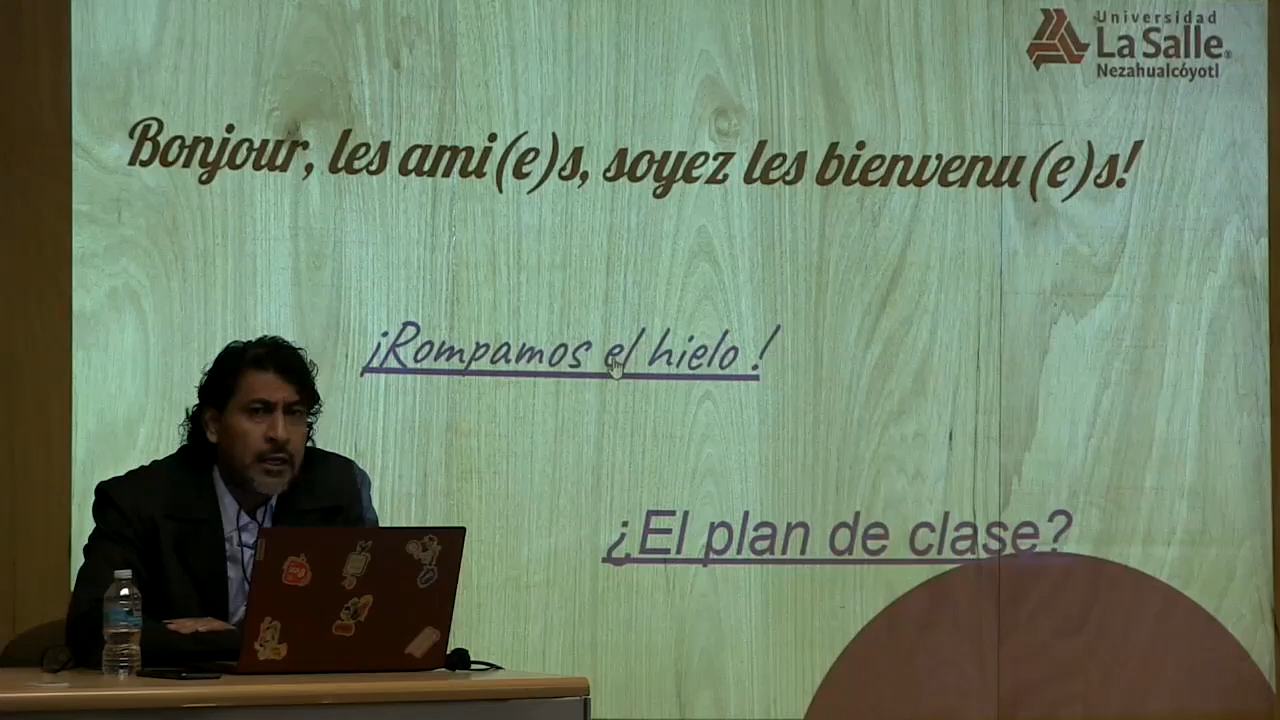 Universidad
La Salle®
Nezahualcóyotl
Bonjour, les ami(e)s, soyez les bienvenu(e)s!
¡Rompamos el hielo!
¿El plan de clase?